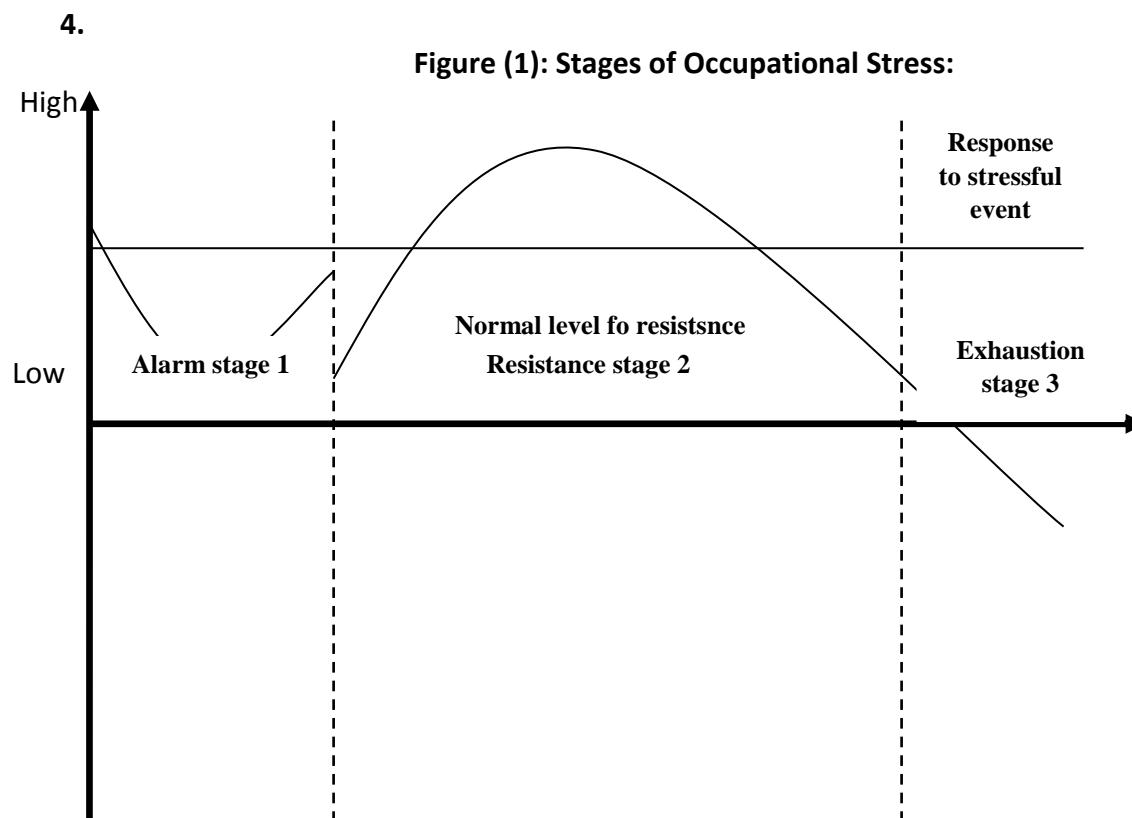 4.
Figure (1): Stages of Occupational Stress:
High
Response
to stressful
event
Normal level fo resistsnce
Resistance stage 2
Alarm stage 1
Low
Exhaustion
stage 3